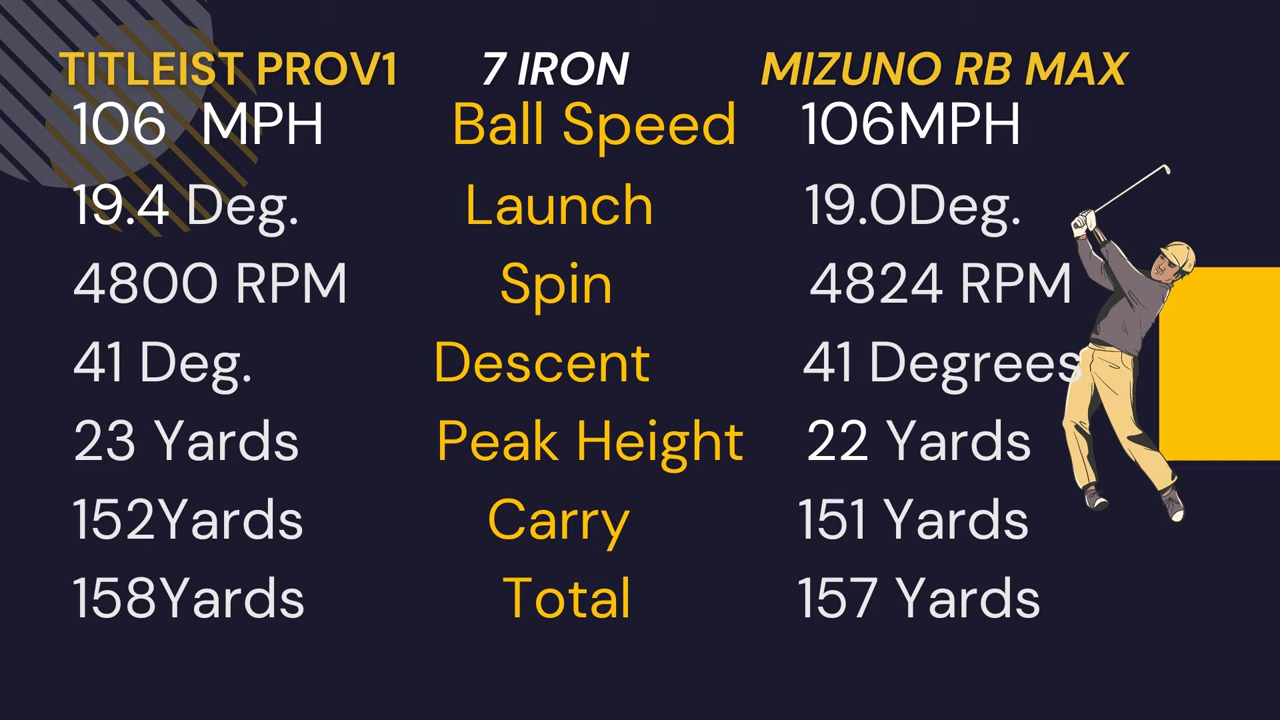 TITLEIST PROV1 7 IRON MIZUNO RB MAX
106 MPH Ball Speed 106MPH
19.4 Deg. Launch 19.0Deg.
4800 RPM Spin 4824 RPM
41 Deg. Descent 41 Degrees
23 Yards Peak Height 22 Yards
152Yards Carry 151 Yards
158Yards Total 157 Yards